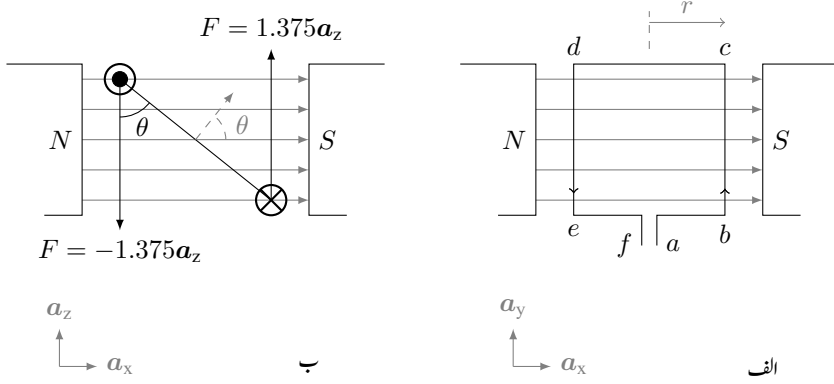 F = 1.375a_z
N
S
θ
θ
F = −1.375a_z
a_z
a_x
ب
r
d
c
N
S
e
f
a
b
a_y
a_x
الف